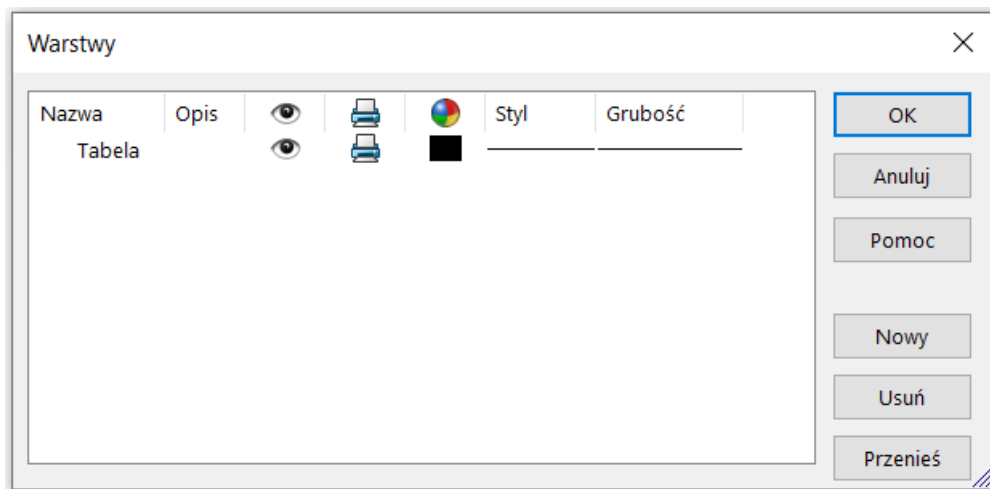 Warstwy
Nazwa Opis Styl Grubość
Tabela
OK
Anuluj
Pomoc
Nowy
Usuń
Przenieś